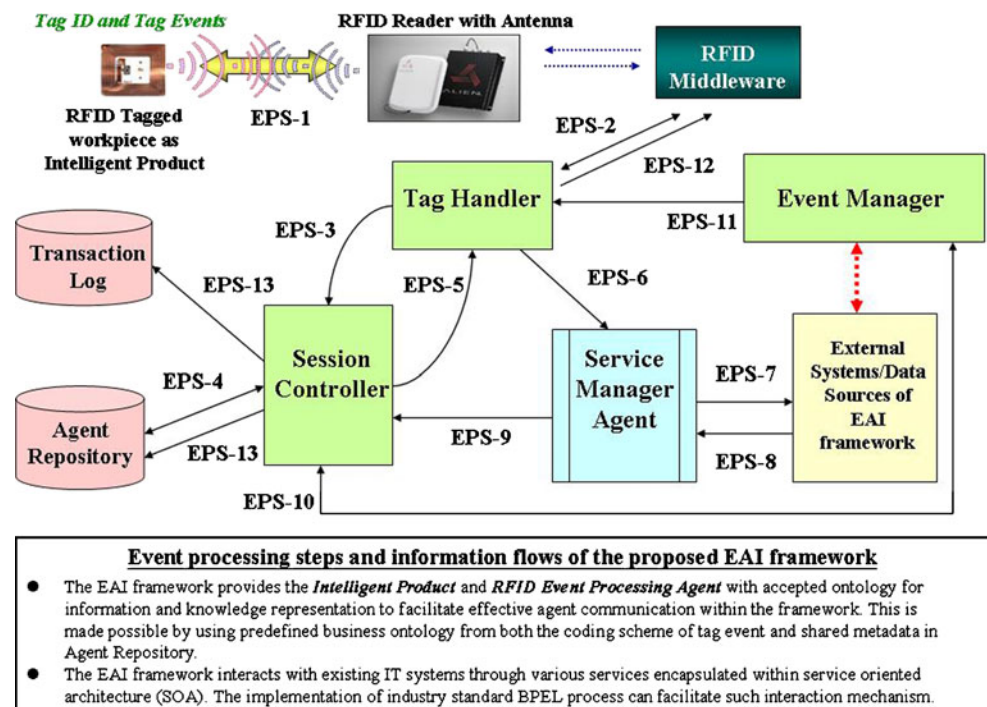 Tag ID and Tag Events
RFID Reader with Antenna
RFID
Middleware
ALIEN
EPS-1
RFID Tagged
workpiece as
Intelligent Product
EPS-2
EPS-12
Tag Handler
Event Manager
EPS-11
EPS-3
Transaction
Log
EPS-13
EPS-5
EPS-6
Session
Controller
Service
Manager
Agent
External
Systems/Data
Sources of
EAI
framework
EPS-7
EPS-4
Agent
Repository
EPS-13
EPS-9
EPS-8
EPS-10
Event processing steps and information flows of the proposed EAI framework
● The EAI framework provides the Intelligent Product and RFID Event Processing Agent with accepted ontology for
information and knowledge representation to facilitate effective agent communication within the framework. This is
made possible by using predefined business ontology from both the coding scheme of tag event and shared metadata in
Agent Repository.
● The EAI framework interacts with existing IT systems through various services encapsulated within service oriented
architecture (SOA). The implementation of industry standard BPEL process can facilitate such interaction mechanism.